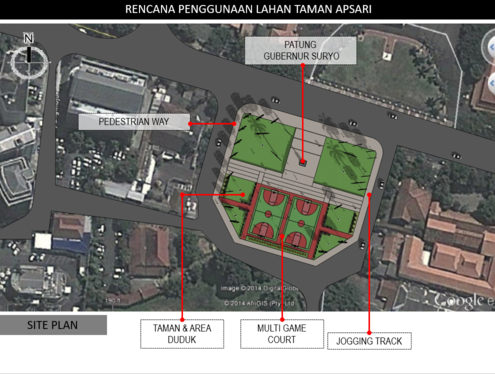 RENCANA PENGGUNAAN LAHAN TAMAN APSARI
N
PATUNG
GUBERNUR SURYO
PEDESTRIAN WAY
Image © 2014 DigitalGlobe
© 2014 AfriGIS (Pty) Ltd.
Google e
SITE PLAN
TAMAN & AREA
DUDUK
MULTI GAME
COURT
JOGGING TRACK